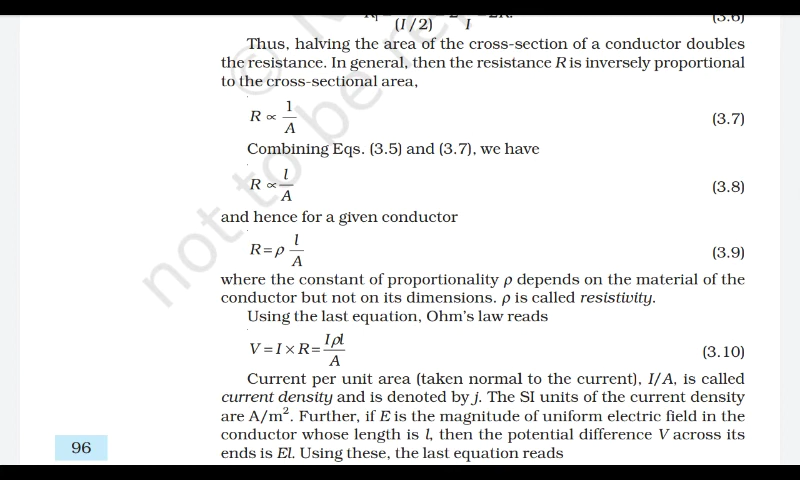 (I/2) I
(3.6)
Thus, halving the area of the cross-section of a conductor doubles
the resistance. In general, then the resistance R is inversely proportional
to the cross-sectional area,
R ∝ 1/A (3.7)
Combining Eqs. (3.5) and (3.7), we have
R ∝ l/A (3.8)
and hence for a given conductor
R = ρ l/A (3.9)
where the constant of proportionality ρ depends on the material of the
conductor but not on its dimensions. ρ is called resistivity.
Using the last equation, Ohm's law reads
V = I × R = Iρl/A (3.10)
Current per unit area (taken normal to the current), I/A, is called
current density and is denoted by j. The SI units of the current density
are A/m². Further, if E is the magnitude of uniform electric field in the
conductor whose length is l, then the potential difference V across its
ends is El. Using these, the last equation reads
96
©
not to be